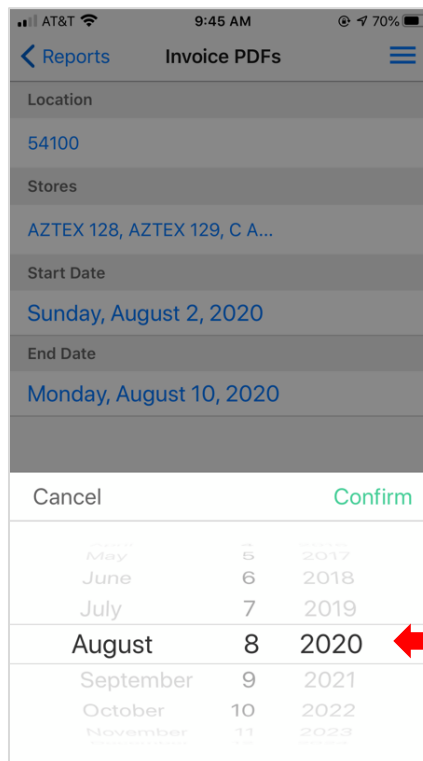 AT&T 9:45 AM 70%
Reports Invoice PDFs
Location
54100
Stores
AZTEX 128, AZTEX 129, C A...
Start Date
Sunday, August 2, 2020
End Date
Monday, August 10, 2020
Cancel Confirm
May 5 2017
June 6 2018
July 7 2019
August 8 2020
September 9 2021
October 10 2022
November 11 2023